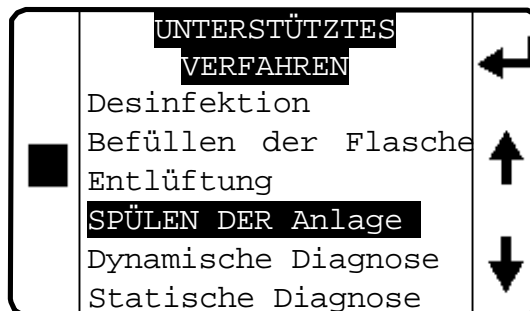 UNTERSTÜTZTES
VERFAHREN
Desinfektion
Befüllen der Flasche
Entlüftung
SPÜLEN DER Anlage
Dynamische Diagnose
Statische Diagnose